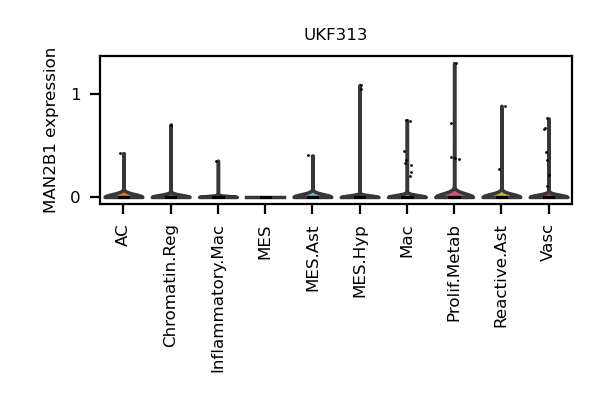 UKF313
MAN2B1 expression
1
0
AC
Chromatin.Reg
Inflammatory.Mac
MES
MES.Ast
MES.Hyp
Mac
Prolif.Metab
Reactive.Ast
Vasc